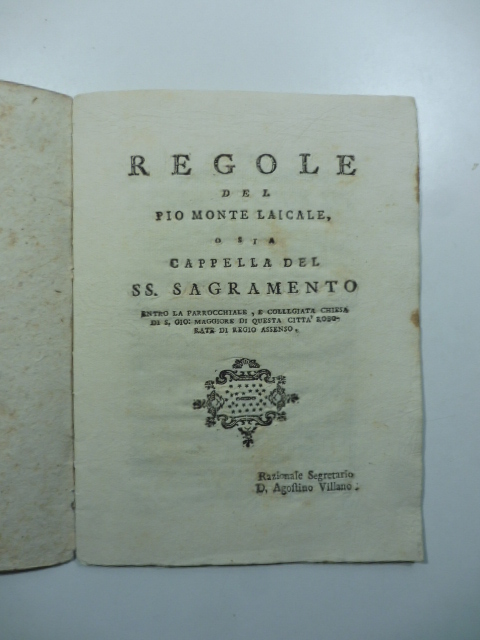 REGOLE
DEL
PIO MONTE LAICALE,
O SIA
CAPPELLA DEL
SS. SAGRAMENTO
ENTRO LA PARROCCHIALE, E COLLEGIATA CHIESA
DI S. GIO: MAGGIORE DI QUESTA CITTA' ROBO-
RATE DI REGIO ASSENSO.
Razionale Segretario
D. Agoſtino Villano.